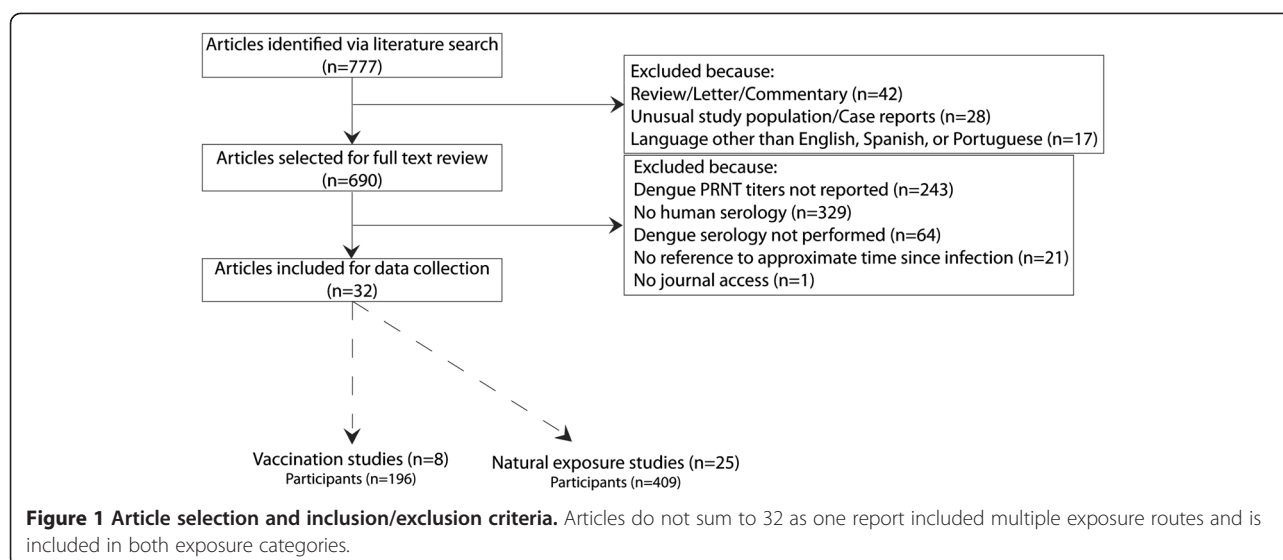 Articles identified via literature search
(n=777)
Excluded because:
Review/Letter/Commentary (n=42)
Unusual study population/Case reports (n=28)
Language other than English, Spanish, or Portuguese (n=17)
Articles selected for full text review
(n=690)
Excluded because:
Dengue PRNT titers not reported (n=243)
No human serology (n=329)
Dengue serology not performed (n=64)
No reference to approximate time since infection (n=21)
No journal access (n=1)
Articles included for data collection
(n=32)
Vaccination studies (n=8)
Participants (n=196)
Natural exposure studies (n=25)
Participants (n=409)
Figure 1 Article selection and inclusion/exclusion criteria. Articles do not sum to 32 as one report included multiple exposure routes and is
included in both exposure categories.